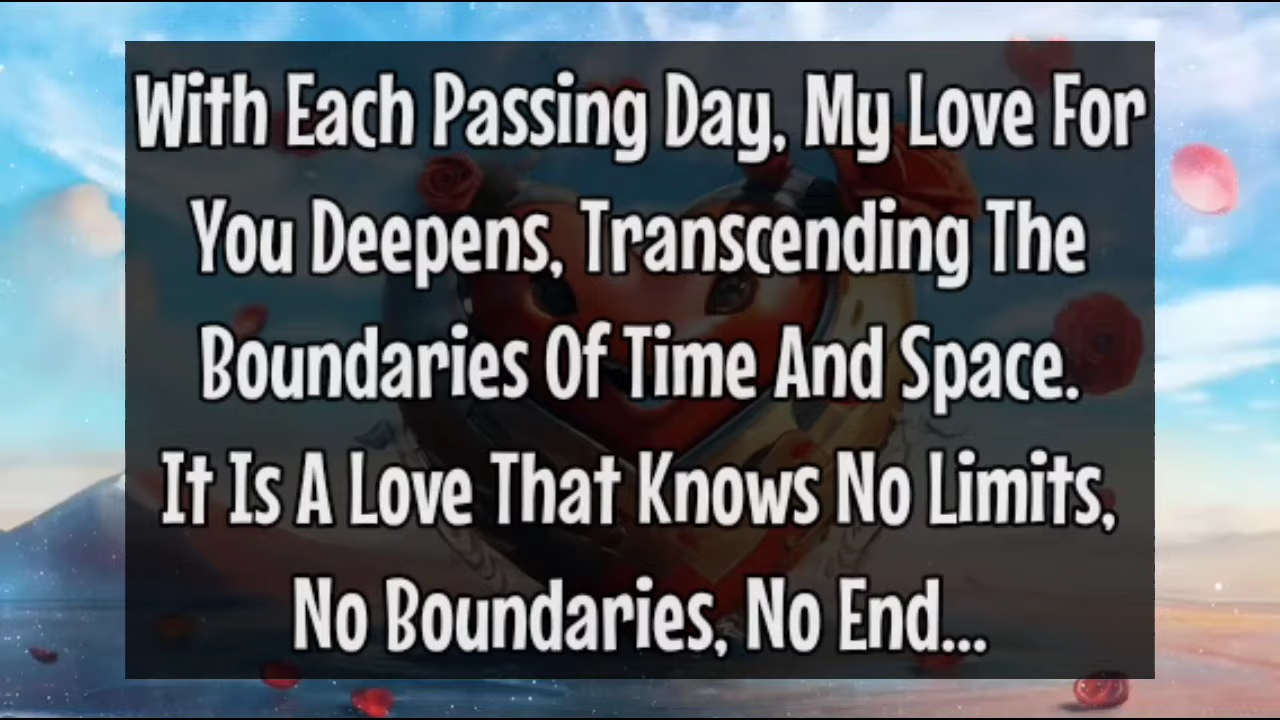 With Each Passing Day, My Love For
You Deepens, Transcending The
Boundaries Of Time And Space.
It Is A Love That Knows No Limits,
No Boundaries, No End...